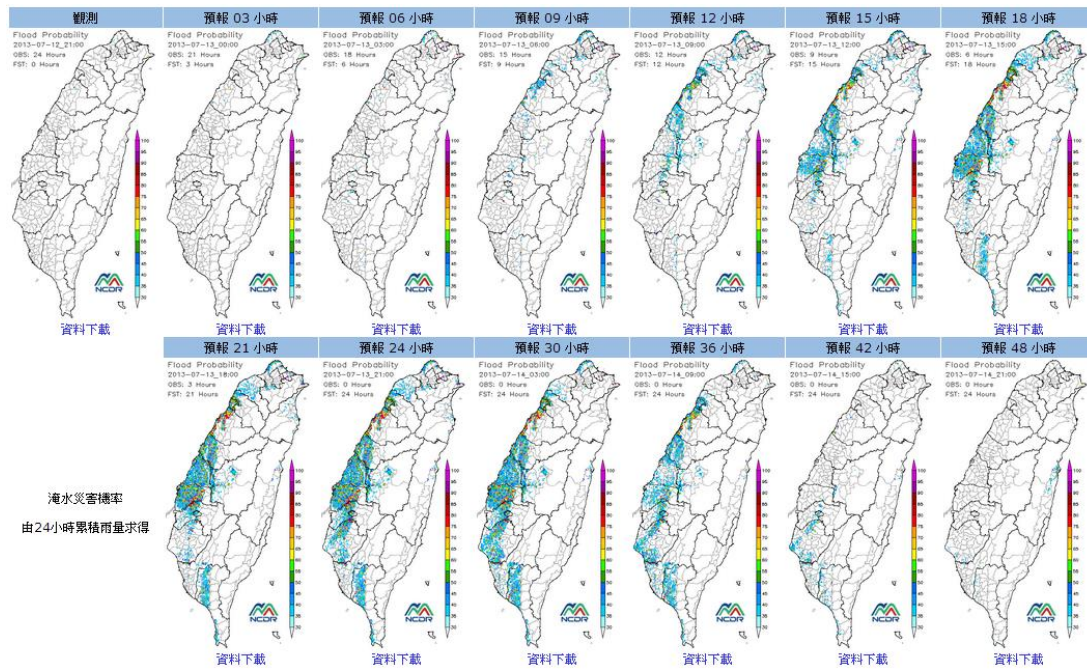 觀測
預報 03 小時
預報 06 小時
預報 09 小時
預報 12 小時
預報 15 小時
預報 18 小時
Flood Probability
2013-07-12_21:00
OBS: 24 Hours
FST: 0 Hours
Flood Probability
2013-07-13_00:00
OBS: 21 Hours
FST: 3 Hours
Flood Probability
2013-07-13_03:00
OBS: 18 Hours
FST: 6 Hours
Flood Probability
2013-07-13_06:00
OBS: 15 Hours
FST: 9 Hours
Flood Probability
2013-07-13_09:00
OBS: 12 Hours
FST: 12 Hours
Flood Probability
2013-07-13_12:00
OBS: 9 Hours
FST: 15 Hours
Flood Probability
2013-07-13_15:00
OBS: 6 Hours
FST: 18 Hours
NCDR
NCDR
NCDR
NCDR
NCDR
NCDR
NCDR
資料下載
資料下載
資料下載
資料下載
資料下載
資料下載
資料下載
預報 21 小時
預報 24 小時
預報 30 小時
預報 36 小時
預報 42 小時
預報 48 小時
Flood Probability
2013-07-13_18:00
OBS: 3 Hours
FST: 21 Hours
Flood Probability
2013-07-13_21:00
OBS: 0 Hours
FST: 24 Hours
Flood Probability
2013-07-14_03:00
OBS: 0 Hours
FST: 24 Hours
Flood Probability
2013-07-14_09:00
OBS: 0 Hours
FST: 24 Hours
Flood Probability
2013-07-14_15:00
OBS: 0 Hours
FST: 24 Hours
Flood Probability
2013-07-14_21:00
OBS: 0 Hours
FST: 24 Hours
淹水災害機率
由24小時累積雨量求得
NCDR
NCDR
NCDR
NCDR
NCDR
NCDR
資料下載
資料下載
資料下載
資料下載
資料下載
資料下載